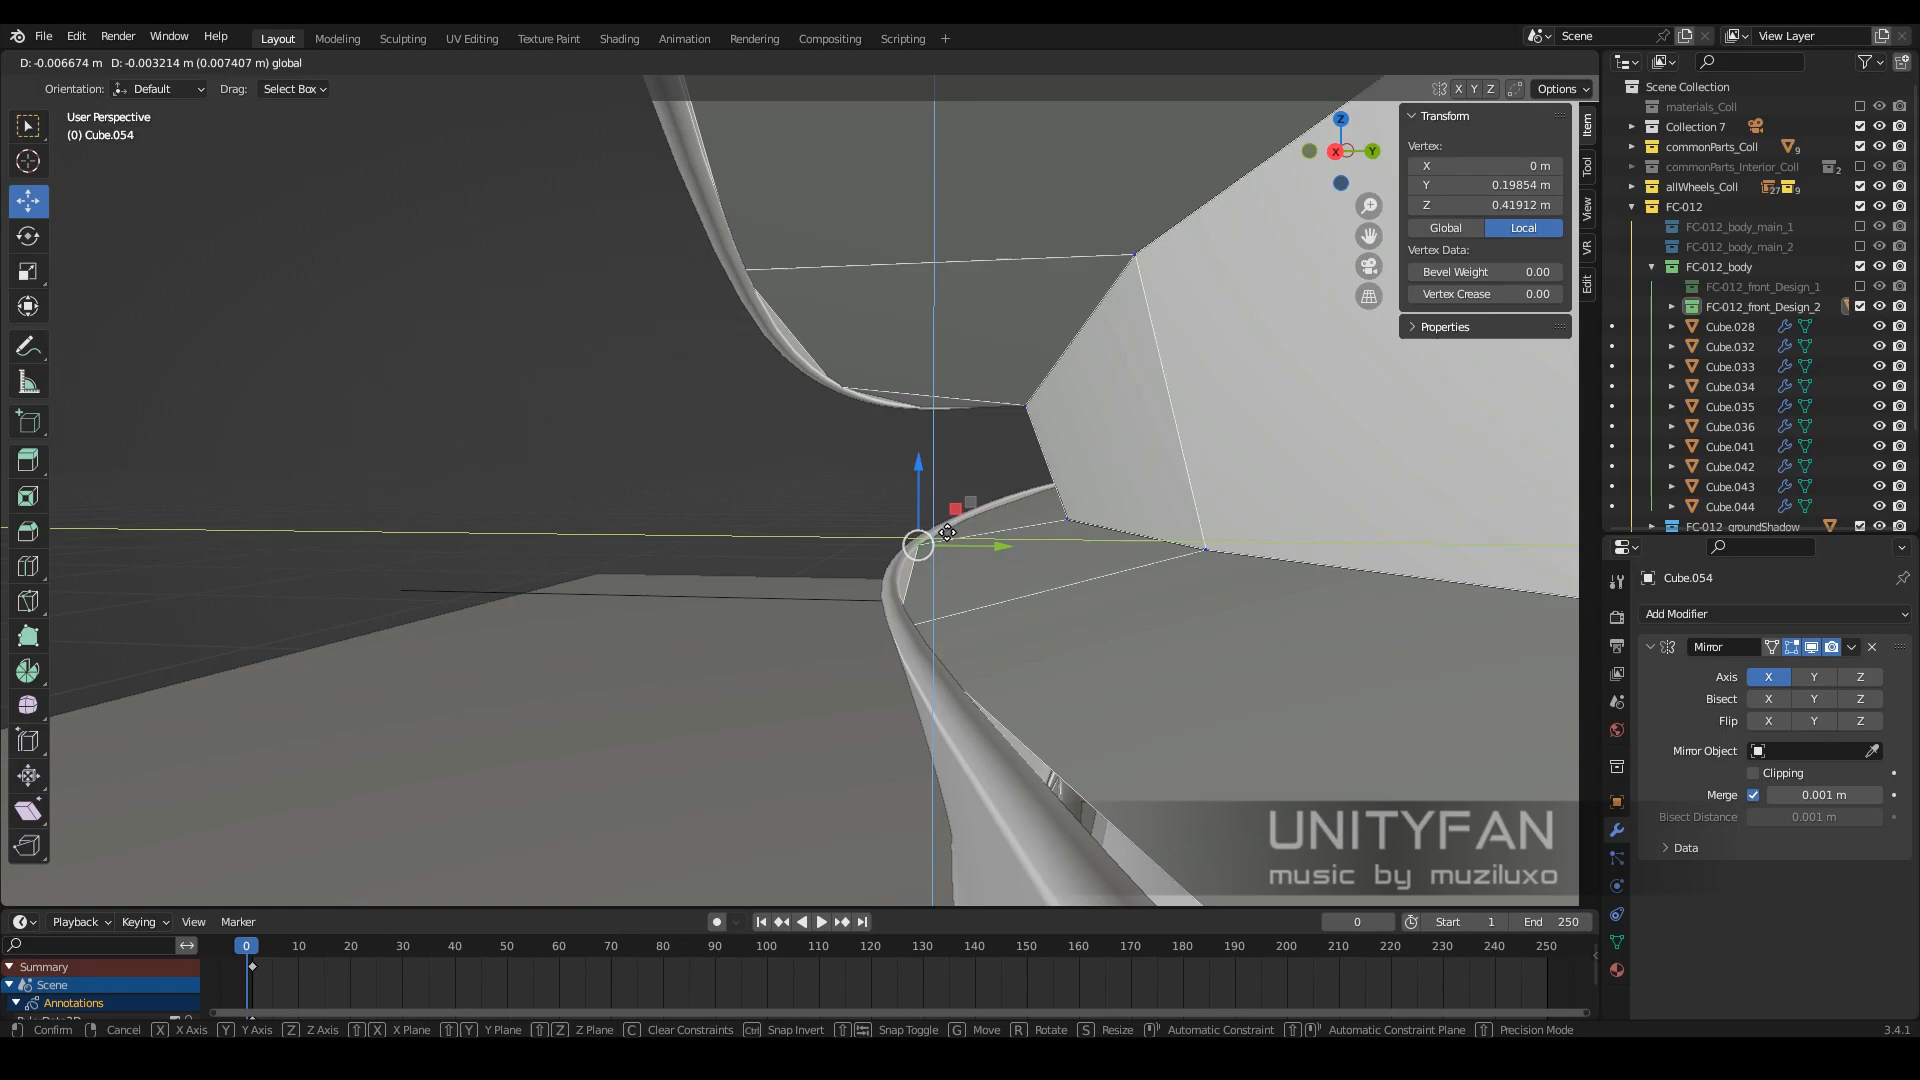 File Edit Render Window Help Layout Modeling Sculpting UV Editing Texture Paint Shading Animation Rendering Compositing Scripting + Scene View Layer
D: -0.006674 m D: -0.003214 m (0.007407 m) global
Orientation: Default Drag: Select Box X Y Z Options
User Perspective
(0) Cube.054
Transform
Vertex:
X 0 m
Y 0.19854 m
Z 0.41912 m
Global Local
Vertex Data:
Bevel Weight 0.00
Vertex Crease 0.00
Properties
Z
X Y
Item
Tool
View
VR
Edit
Scene Collection
materials_Coll
Collection 7
commonParts_Coll 9
commonParts_Interior_Coll 2
allWheels_Coll 27 9
FC-012
FC-012_body_main_1
FC-012_body_main_2
FC-012_body
FC-012_front_Design_1
FC-012_front_Design_2
Cube.028
Cube.032
Cube.033
Cube.034
Cube.035
Cube.036
Cube.041
Cube.042
Cube.043
Cube.044
FC-012_groundShadow
Cube.054
Add Modifier
Mirror
Axis X Y Z
Bisect X Y Z
Flip X Y Z
Mirror Object
Clipping
Merge 0.001 m
Bisect Distance 0.001 m
Data
UNITYFAN
music by muziluxo
Playback Keying View Marker 0 Start 1 End 250
0 10 20 30 40 50 60 70 80 90 100 110 120 130 140 150 160 170 180 190 200 210 220 230 240 250
Summary
Scene
Annotations
Confirm Cancel X X Axis Y Y Axis Z Z Axis X X Plane Y Y Plane Z Z Plane C Clear Constraints Ctrl Snap Invert Snap Toggle G Move R Rotate S Resize Automatic Constraint Automatic Constraint Plane Precision Mode 3.4.1